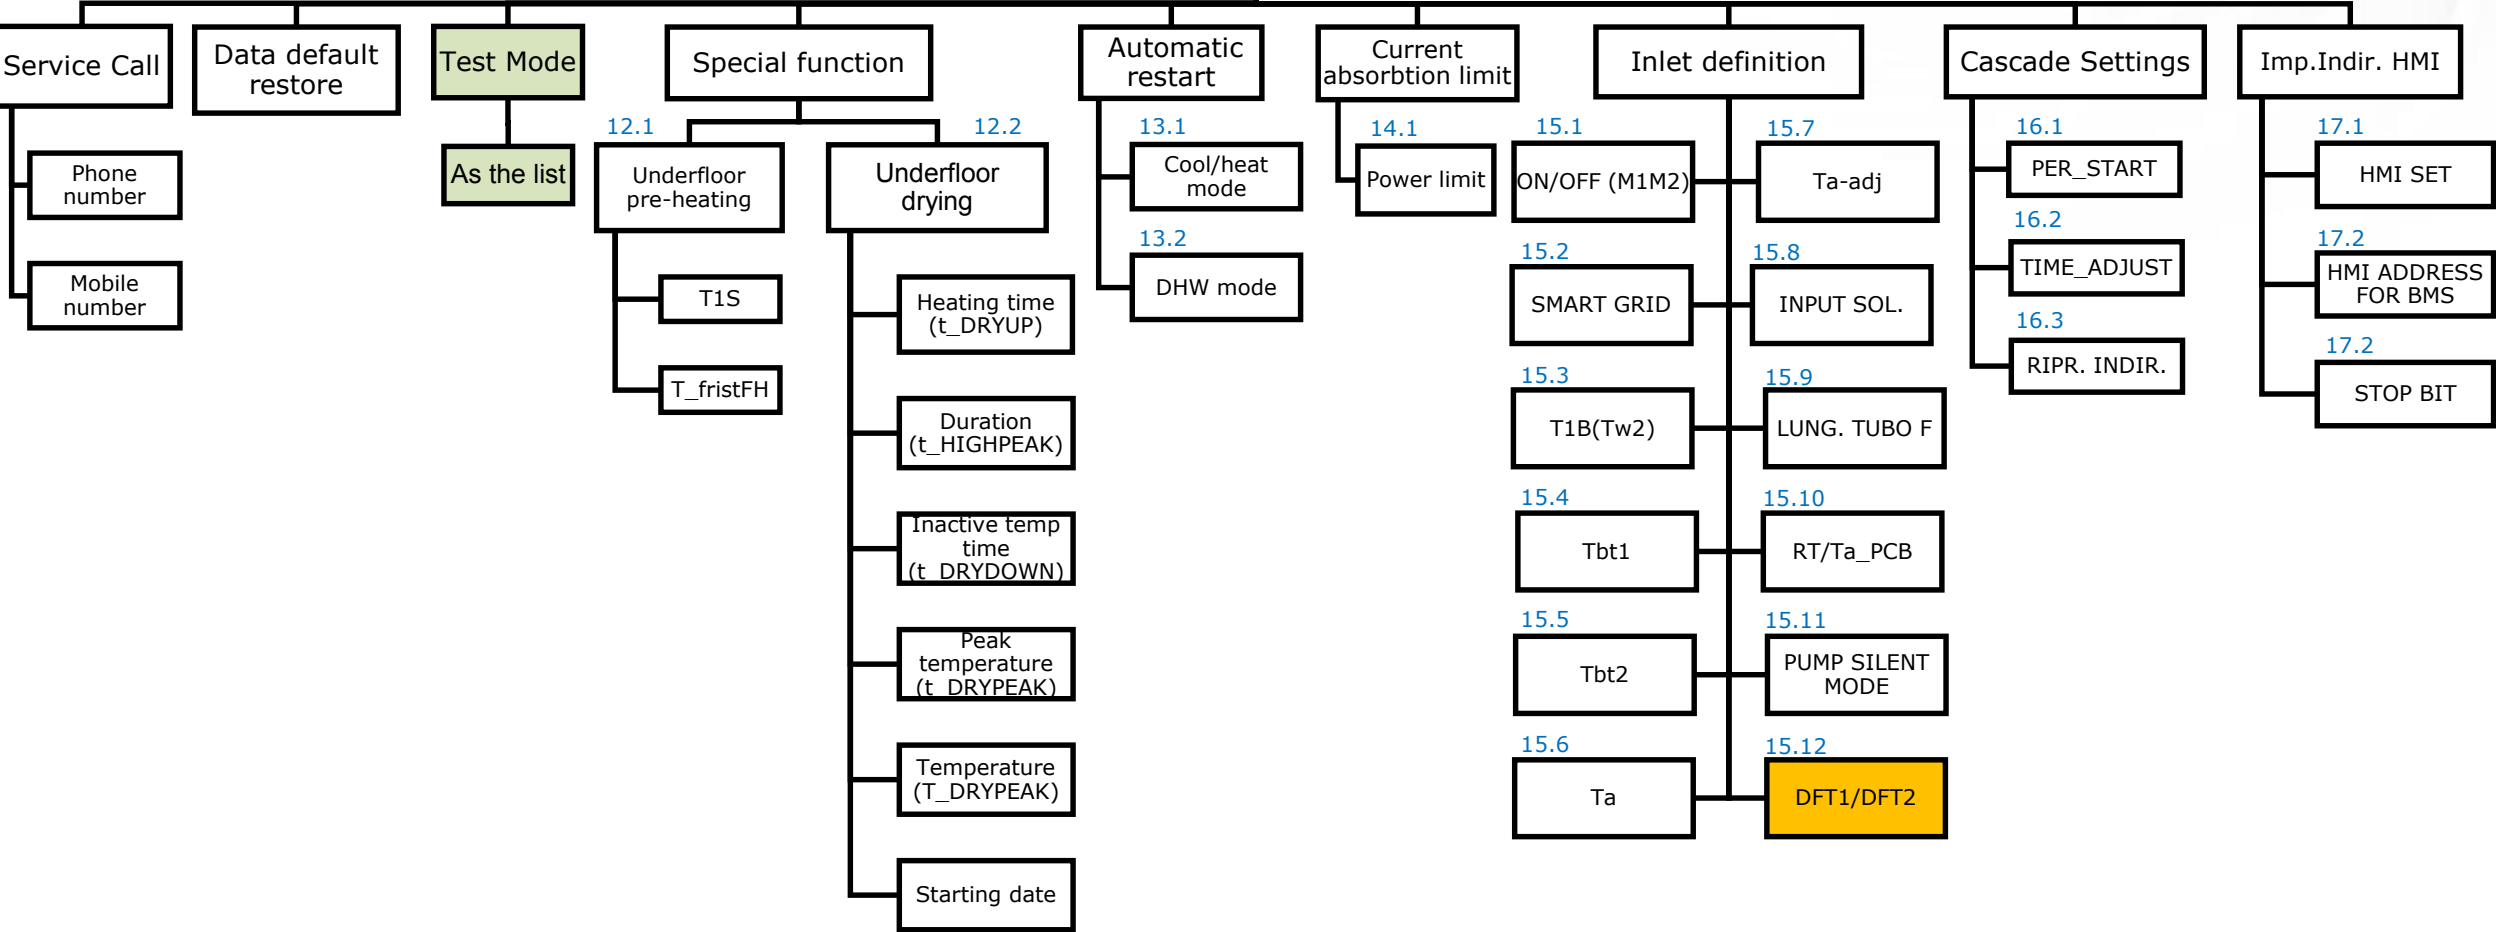 Service Call
Data default
restore
Test Mode
Special function
Automatic
restart
Current
absorbtion limit
Inlet definition
Cascade Settings
Imp.Indir. HMI
Phone
number
Mobile
number
As the list
12.1
Underfloor
pre-heating
T1S
T_fristFH
12.2
Underfloor
drying
Heating time
(t_DRYUP)
Duration
(t_HIGHPEAK)
Inactive temp
time
(t_DRYDOWN)
Peak
temperature
(t_DRYPEAK)
Temperature
(T_DRYPEAK)
Starting date
13.1
Cool/heat
mode
13.2
DHW mode
14.1
Power limit
15.1
ON/OFF (M1M2)
15.2
SMART GRID
15.3
T1B(Tw2)
15.4
Tbt1
15.5
Tbt2
15.6
Ta
15.7
Ta-adj
15.8
INPUT SOL.
15.9
LUNG. TUBO F
15.10
RT/Ta_PCB
15.11
PUMP SILENT
MODE
15.12
DFT1/DFT2
16.1
PER_START
16.2
TIME_ADJUST
16.3
RIPR. INDIR.
17.1
HMI SET
17.2
HMI ADDRESS
FOR BMS
17.2
STOP BIT